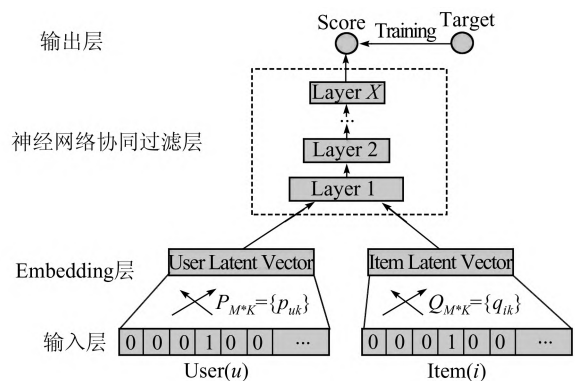 输出层 Score Training Target
Layer X
...
神经网络协同过滤层
Layer 2
Layer 1
Embedding层 User Latent Vector Item Latent Vector
P_{M*K}={p_{uk}} Q_{M*K}={q_{ik}}
输入层 0 0 0 1 0 0 ... 0 0 0 1 0 0 ...
User(u) Item(i)